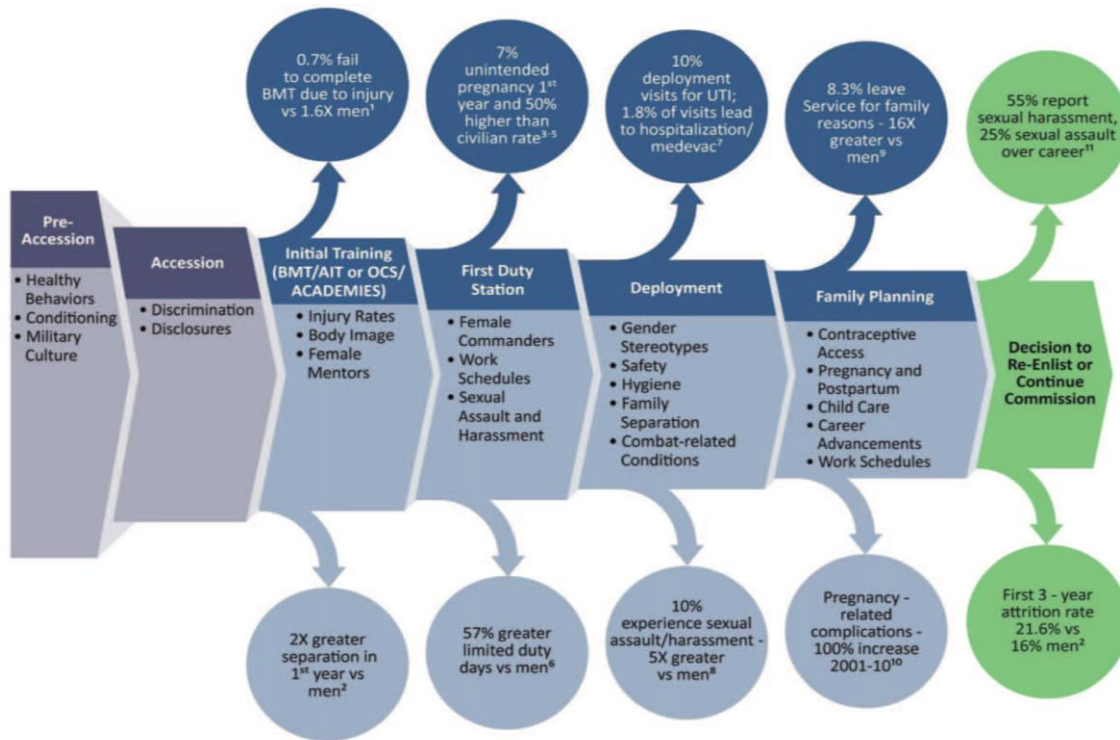 0.7% fail
to complete
BMT due to injury
vs 1.6X men¹
7%
unintended
pregnancy 1ˢᵗ
year and 50%
higher than
civilian rate³⁻⁵
10%
deployment
visits for UTI;
1.8% of visits lead
to hospitalization/
medevac⁷
8.3% leave
Service for family
reasons - 16X
greater vs
men⁹
55% report
sexual harassment,
25% sexual assault
over career¹¹
Pre-
Accession
• Healthy
Behaviors
• Conditioning
• Military
Culture
Accession
• Discrimination
• Disclosures
Initial Training
(BMT/AIT or OCS/
ACADEMIES)
• Injury Rates
• Body Image
• Female
Mentors
First Duty
Station
• Female
Commanders
• Work
Schedules
• Sexual
Assault and
Harassment
Deployment
• Gender
Stereotypes
• Safety
• Hygiene
• Family
Separation
• Combat-related
Conditions
Family Planning
• Contraceptive
Access
• Pregnancy and
Postpartum
• Child Care
• Career
Advancements
• Work Schedules
Decision to
Re-Enlist or
Continue
Commission
2X greater
separation in
1ˢᵗ year vs
men²
57% greater
limited duty
days vs men⁶
10%
experience sexual
assault/harassment -
5X greater
vs men⁸
Pregnancy -
related
complications -
100% increase
2001-10¹⁰
First 3 - year
attrition rate
21.6% vs
16% men²